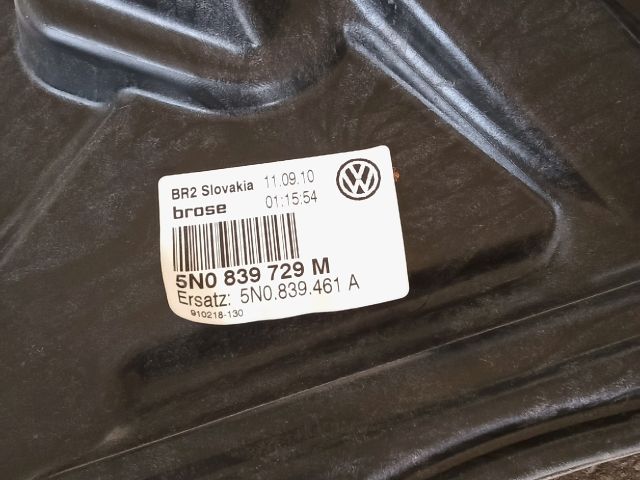 BR2 Slovakia 11.09.10
brose 01:15:54
5N0 839 729 M
Ersatz: 5N0.839.461 A
910218-130